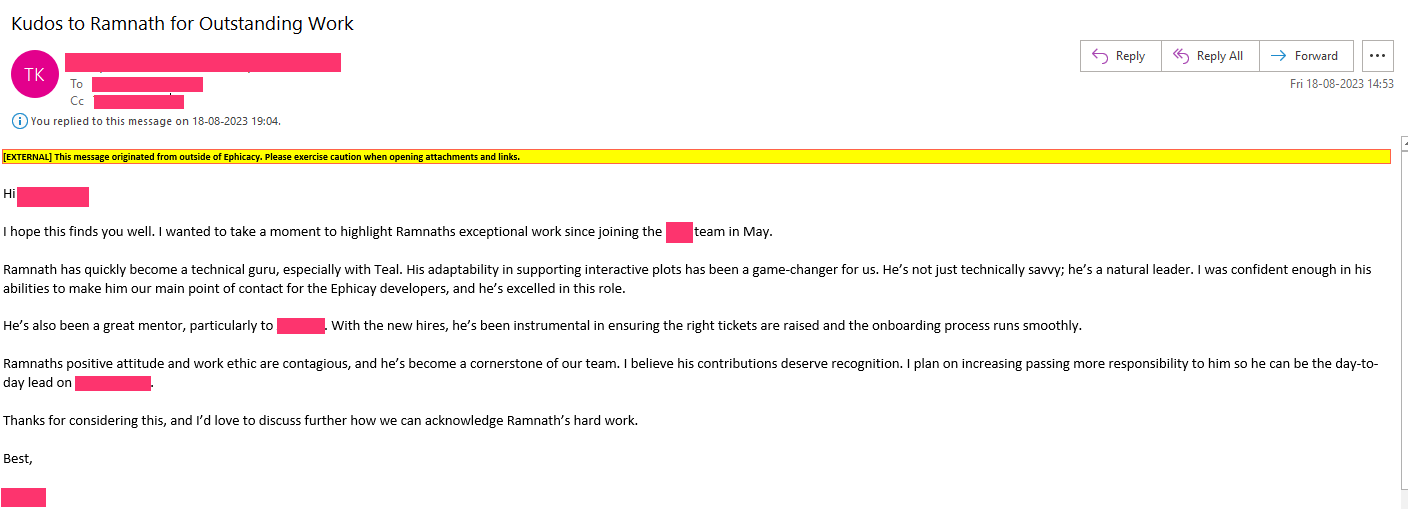 Kudos to Ramnath for Outstanding Work
TK
Reply
Reply All
Forward
To
Cc
Fri 18-08-2023 14:53
You replied to this message on 18-08-2023 19:04.
[EXTERNAL] This message originated from outside of Ephicacy. Please exercise caution when opening attachments and links.
Hi
I hope this finds you well. I wanted to take a moment to highlight Ramnaths exceptional work since joining the team in May.
Ramnath has quickly become a technical guru, especially with Teal. His adaptability in supporting interactive plots has been a game-changer for us. He's not just technically savvy; he's a natural leader. I was confident enough in his
abilities to make him our main point of contact for the Ephicay developers, and he's excelled in this role.
He's also been a great mentor, particularly to . With the new hires, he's been instrumental in ensuring the right tickets are raised and the onboarding process runs smoothly.
Ramnaths positive attitude and work ethic are contagious, and he's become a cornerstone of our team. I believe his contributions deserve recognition. I plan on increasing passing more responsibility to him so he can be the day-to-
day lead on .
Thanks for considering this, and I'd love to discuss further how we can acknowledge Ramnath's hard work.
Best,